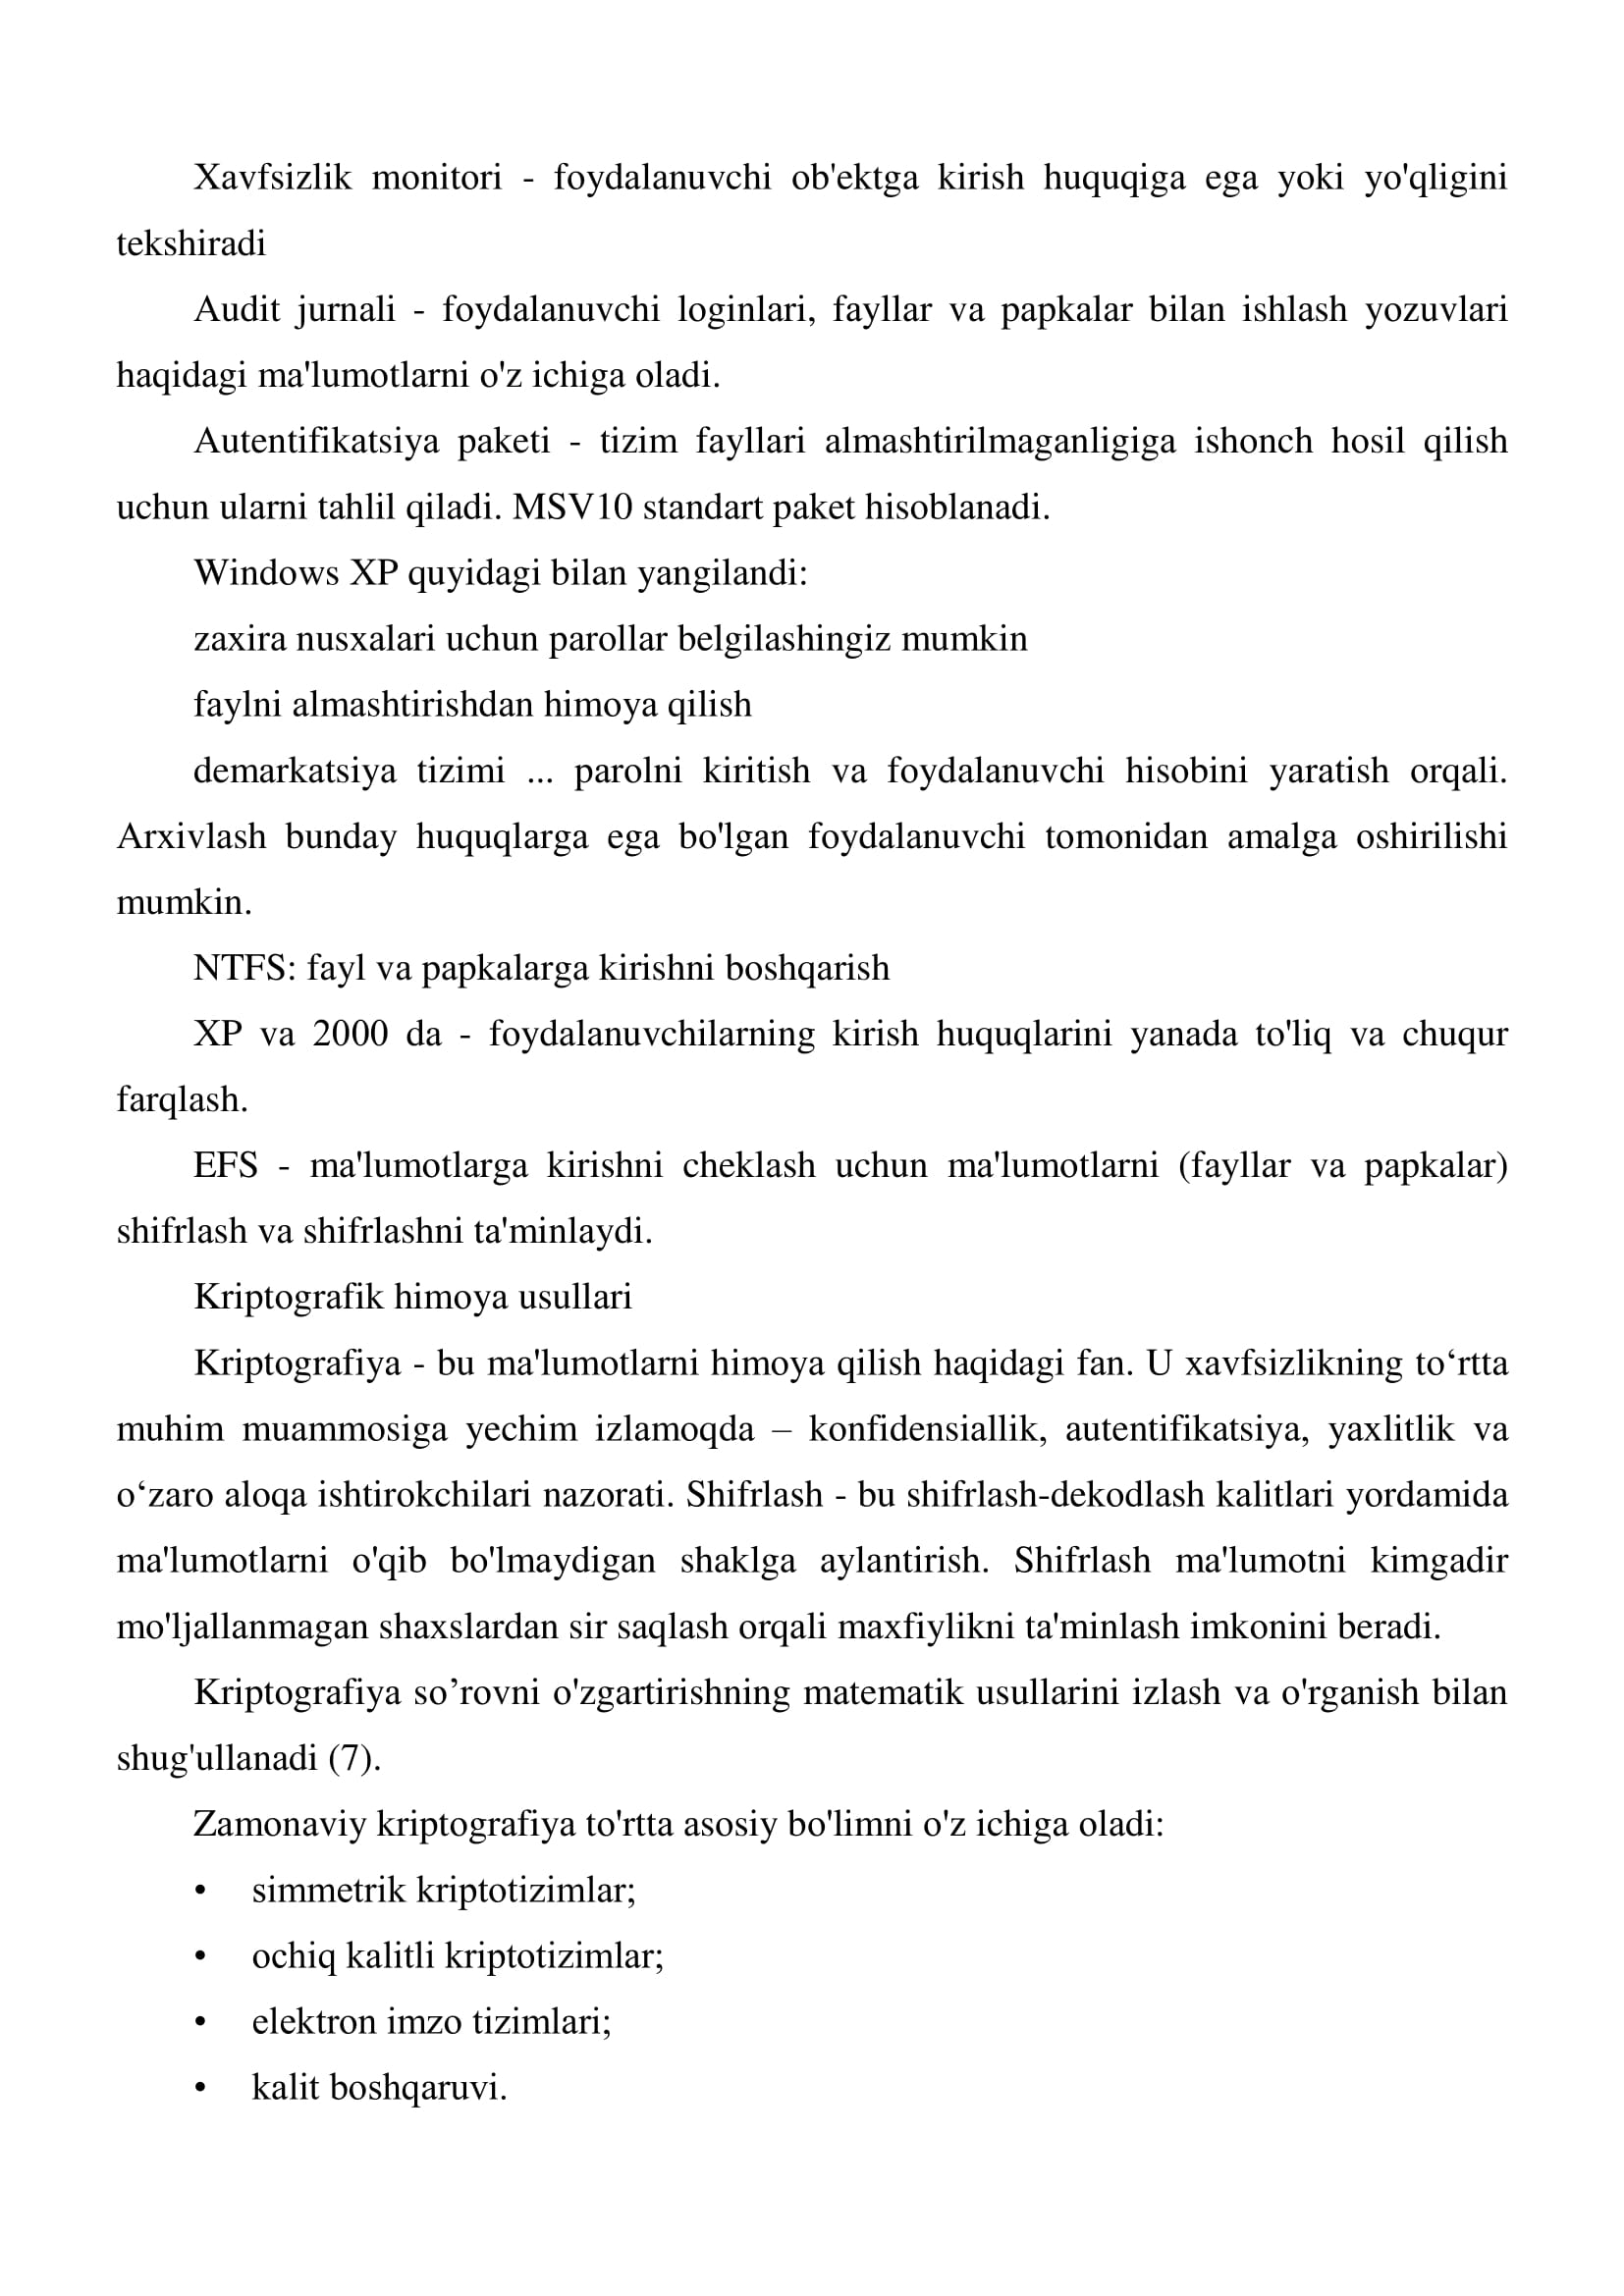 Xavfsizlik monitori - foydalanuvchi ob'ektga kirish huquqiga ega yoki yo'qligini
tekshiradi
Audit jurnali - foydalanuvchi loginlari, fayllar va papkalar bilan ishlash yozuvlari
haqidagi ma'lumotlarni o'z ichiga oladi.
Autentifikatsiya paketi - tizim fayllari almashtirilmaganligiga ishonch hosil qilish
uchun ularni tahlil qiladi. MSV10 standart paket hisoblanadi.
Windows XP quyidagi bilan yangilandi:
zaxira nusxalari uchun parollar belgilashingiz mumkin
faylni almashtirishdan himoya qilish
demarkatsiya tizimi ... parolni kiritish va foydalanuvchi hisobini yaratish orqali.
Arxivlash bunday huquqlarga ega bo'lgan foydalanuvchi tomonidan amalga oshirilishi
mumkin.
NTFS: fayl va papkalarga kirishni boshqarish
XP va 2000 da - foydalanuvchilarning kirish huquqlarini yanada to'liq va chuqur
farqlash.
EFS - ma'lumotlarga kirishni cheklash uchun ma'lumotlarni (fayllar va papkalar)
shifrlash va shifrlashni ta'minlaydi.
Kriptografik himoya usullari
Kriptografiya - bu ma'lumotlarni himoya qilish haqidagi fan. U xavfsizlikning to‘rtta
muhim muammosiga yechim izlamoqda – konfidensiallik, autentifikatsiya, yaxlitlik va
o‘zaro aloqa ishtirokchilari nazorati. Shifrlash - bu shifrlash-dekodlash kalitlari yordamida
ma'lumotlarni o'qib bo'lmaydigan shaklga aylantirish. Shifrlash ma'lumotni kimgadir
mo'ljallanmagan shaxslardan sir saqlash orqali maxfiylikni ta'minlash imkonini beradi.
Kriptografiya so’rovni o'zgartirishning matematik usullarini izlash va o'rganish bilan
shug'ullanadi (7).
Zamonaviy kriptografiya to'rtta asosiy bo'limni o'z ichiga oladi:
• simmetrik kriptotizimlar;
• ochiq kalitli kriptotizimlar;
• elektron imzo tizimlari;
• kalit boshqaruvi.